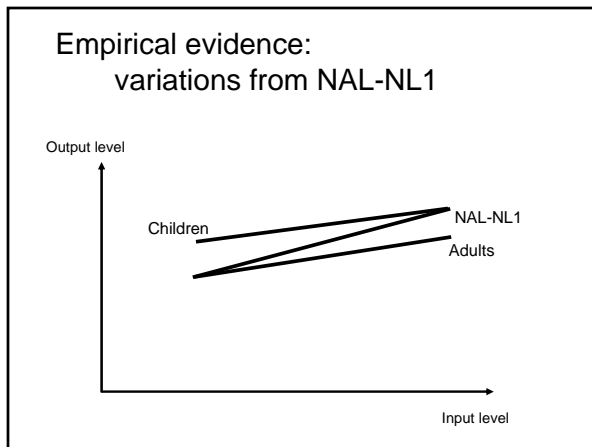 Empirical evidence:
variations from NAL-NL1
Output level
Children
NAL-NL1
Adults
Input level